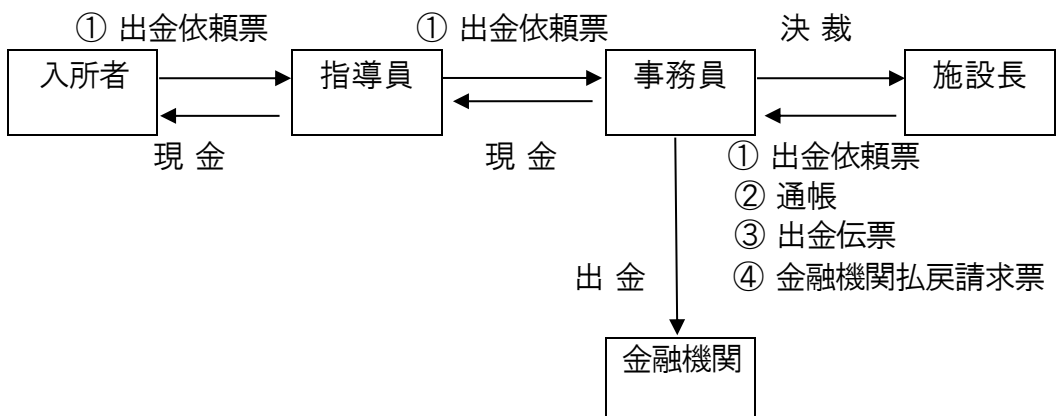 ① 出金依頼票 ① 出金依頼票 決 裁
入所者 指導員 事務員 施設長
現 金 現 金 ① 出金依頼票
② 通帳
③ 出金伝票
出 金 ④ 金融機関払戻請求票
金融機関